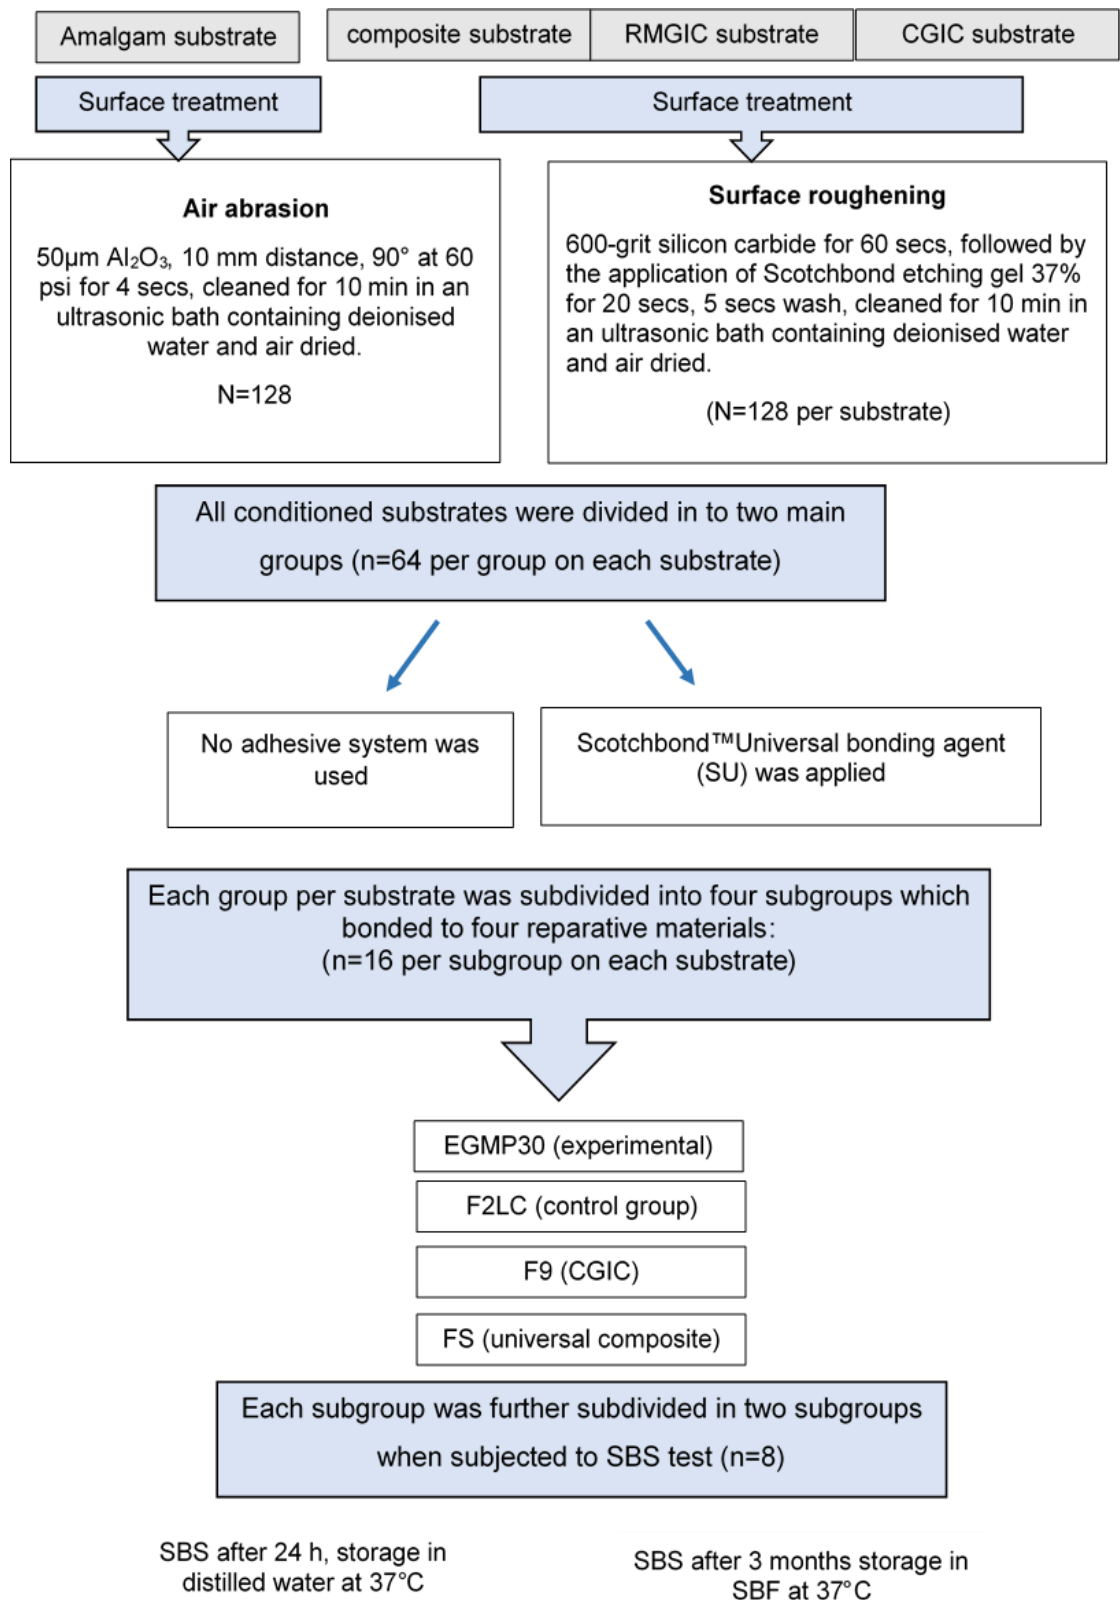 Amalgam substrate
composite substrate
RMGIC substrate
CGIC substrate
Surface treatment
Surface treatment
Air abrasion
50µm Al₂O₃, 10 mm distance, 90° at 60
psi for 4 secs, cleaned for 10 min in an
ultrasonic bath containing deionised
water and air dried.
N=128
Surface roughening
600-grit silicon carbide for 60 secs, followed by
the application of Scotchbond etching gel 37%
for 20 secs, 5 secs wash, cleaned for 10 min in
an ultrasonic bath containing deionised water
and air dried.
(N=128 per substrate)
All conditioned substrates were divided in to two main
groups (n=64 per group on each substrate)
No adhesive system was
used
Scotchbond™Universal bonding agent
(SU) was applied
Each group per substrate was subdivided into four subgroups which
bonded to four reparative materials:
(n=16 per subgroup on each substrate)
EGMP30 (experimental)
F2LC (control group)
F9 (CGIC)
FS (universal composite)
Each subgroup was further subdivided in two subgroups
when subjected to SBS test (n=8)
SBS after 24 h, storage in
distilled water at 37°C
SBS after 3 months storage in
SBF at 37°C